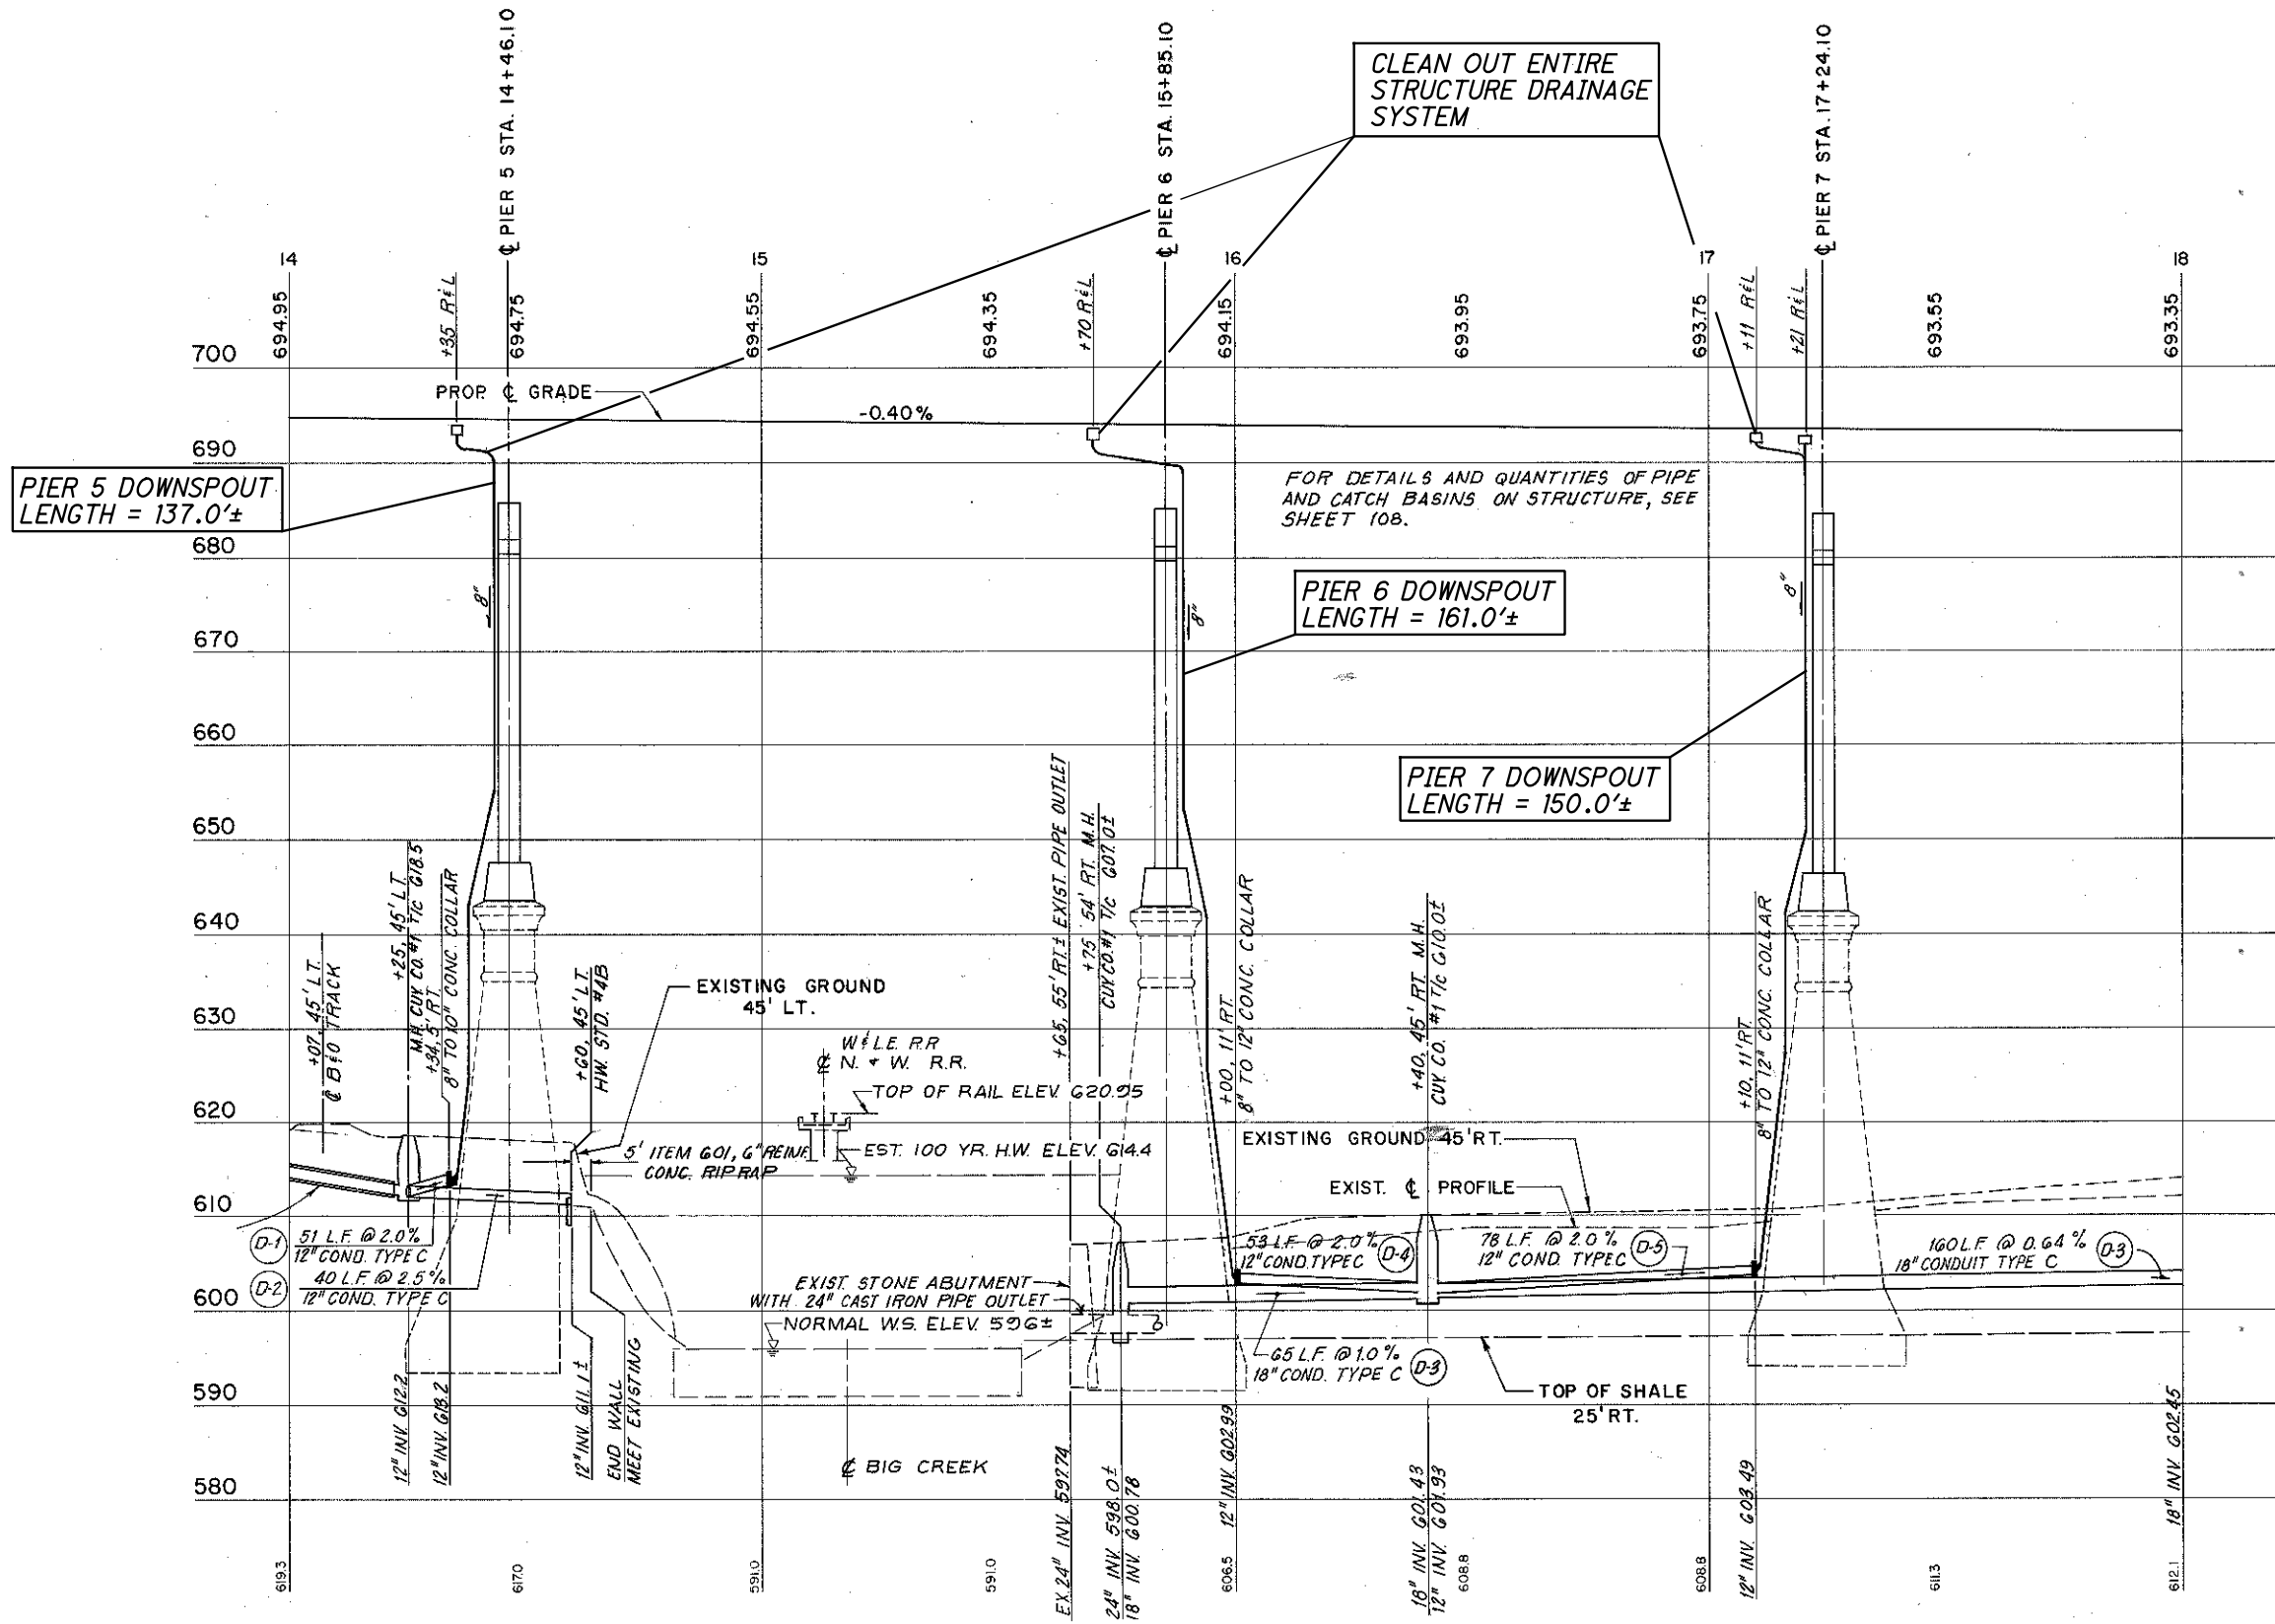 ℄ PIER 5 STA. 14+46.10
℄ PIER 6 STA. 15+85.10
℄ PIER 7 STA. 17+24.10
CLEAN OUT ENTIRE
STRUCTURE DRAINAGE
SYSTEM
14
15
16
17
18
694.95
+35 R&L
694.75
694.55
694.35
+70 R&L
694.15
693.95
693.75
+11 R&L
+21 R&L
693.55
693.35
700
PROP. ℄ GRADE
-0.40%
690
PIER 5 DOWNSPOUT
LENGTH = 137.0'±
FOR DETAILS AND QUANTITIES OF PIPE
AND CATCH BASINS ON STRUCTURE, SEE
SHEET 108.
680
8"
8"
8"
PIER 6 DOWNSPOUT
LENGTH = 161.0'±
670
660
PIER 7 DOWNSPOUT
LENGTH = 150.0'±
650
640
630
620
610
600
590
580
+07, 45' LT.
℄ B&O TRACK
+25, 45' LT.
M.H. CUY CO. #1 T/C 618.5
+34, 5' RT.
8" TO 10" CONC. COLLAR
+60, 45' LT.
HW. STD. #4B
EXISTING GROUND
45' LT.
W&L.E. R.R
℄ N. & W. R.R.
TOP OF RAIL ELEV. 620.95
EST. 100 YR. H.W. ELEV. 614.4
5' ITEM 601, 6" REINF.
CONC. RIPRAP
+65, 55' RT.± EXIST. PIPE OUTLET
+75 54' RT. M.H.
CUY CO. #1 T/C 607.0±
+00, 11' RT.
8" TO 12" CONC. COLLAR
+40, 45' RT. M.H.
CUY. CO. #1 T/C 610.0±
+10, 11' RT.
8" TO 12" CONC. COLLAR
EXISTING GROUND 45' RT.
EXIST. ℄ PROFILE
D-1 51 L.F. @ 2.0%
12" COND. TYPE C
D-2 40 L.F. @ 2.5%
12" COND. TYPE C
53 L.F. @ 2.0%
12" COND. TYPE C D-4
78 L.F. @ 2.0%
12" COND. TYPE C D-5
160 L.F. @ 0.64%
18" CONDUIT TYPE C D-3
EXIST. STONE ABUTMENT
WITH 24" CAST IRON PIPE OUTLET
NORMAL W.S. ELEV. 596±
65 L.F. @ 1.0%
18" COND. TYPE C D-3
TOP OF SHALE
25' RT.
℄ BIG CREEK
12" INV. 612.2
12" INV. 613.2
12" INV. 611.1±
END WALL
MEET EXISTING
EX. 24" INV. 597.74
24" INV. 598.0±
18" INV. 600.78
12" INV. 602.99
18" INV. 601.43
12" INV. 601.93
12" INV. 603.49
18" INV. 602.45
619.3
617.0
591.0
591.0
606.5
608.8
608.8
611.3
612.1